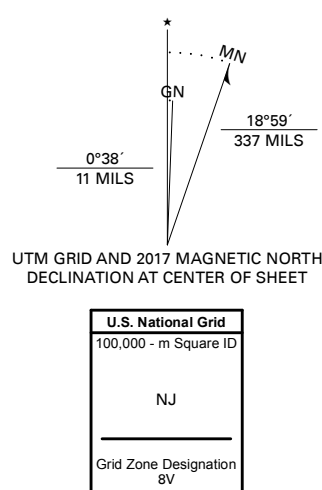 ★
MN
GN
18°59´
337 MILS
0°38´
11 MILS
UTM GRID AND 2017 MAGNETIC NORTH
DECLINATION AT CENTER OF SHEET
U.S. National Grid
100,000 - m Square ID
NJ
Grid Zone Designation
8V